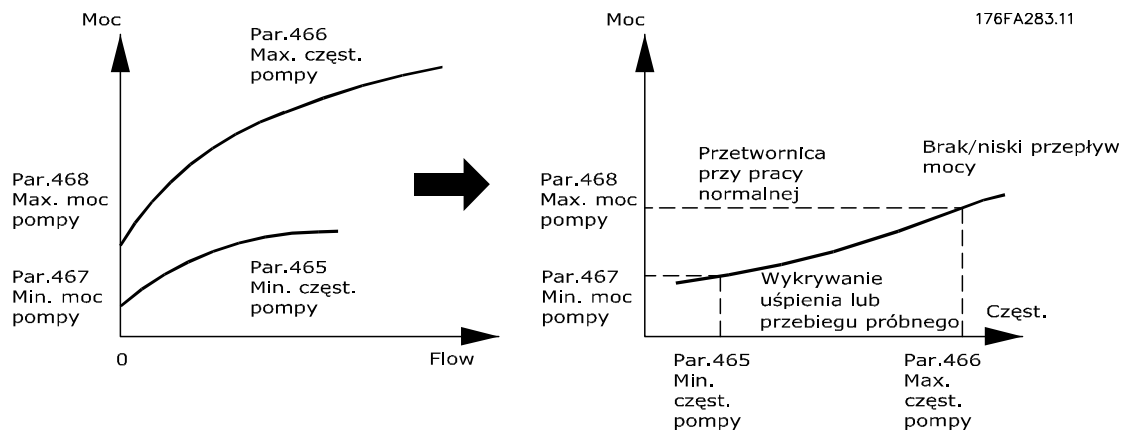 Moc
Par.466
Max. częst.
pompy
Par.468
Max. moc
pompy
Par.467
Min. moc
pompy
Par.465
Min. częst.
pompy
0
Flow
176FA283.11
Moc
Przetwornica
przy pracy
normalnej
Brak/niski przepływ
mocy
Par.468
Max. moc
pompy
Par.467
Min. moc
pompy
Wykrywanie
uśpienia lub
przebiegu próbnego
Częst.
Par.465
Min.
częst.
pompy
Par.466
Max.
częst.
pompy